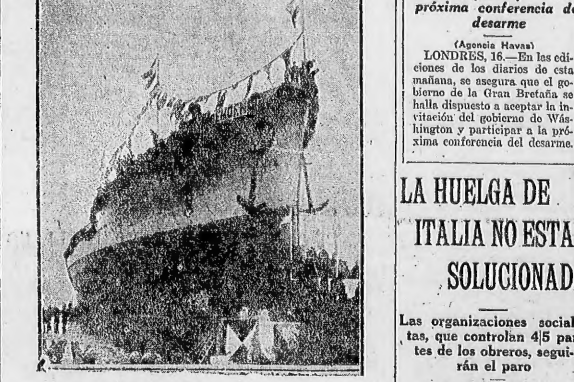 próxima conferencia de
desarme
(Agencia Havas)
LONDRES, 16.—En las edi-
ciones de los diarios de esta
mañana, se asegura que el go-
bierno de la Gran Bretaña se
halla dispuesto a aceptar la in-
vitación del gobierno de Wás-
hington y participar a la pró-
xima conferencia del desarme.
LA HUELGA DE
ITALIA NO ESTA
SOLUCIONAD
Las organizaciones social
tas, que controlan 4|5 par
tes de los obreros, segui-
rán el paro